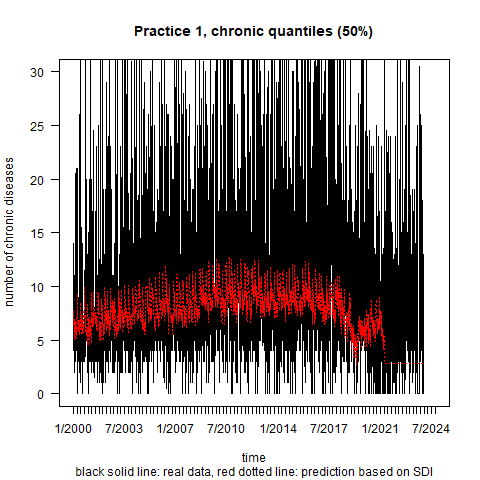 Practice 1, chronic quantiles (50%)
number of chronic diseases
30
25
20
15
10
5
0
1/2000 7/2003 1/2007 7/2010 1/2014 7/2017 1/2021 7/2024
time
black solid line: real data, red dotted line: prediction based on SDI